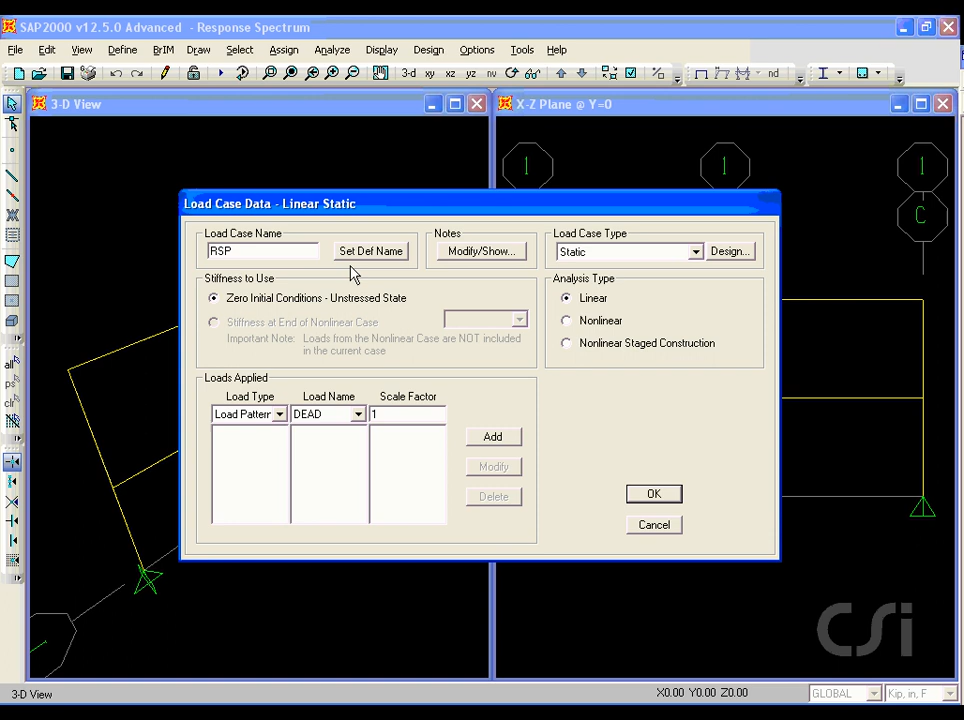 SAP2000 v12.5.0 Advanced - Response Spectrum
File Edit View Define BrIM Draw Select Assign Analyze Display Design Options Tools Help
3-d xy xz yz nv nd
3-D View
X-Z Plane @ Y=0
1 1 1
C
all
ps
clr
Load Case Data - Linear Static
Load Case Name Notes Load Case Type
RSP Set Def Name Modify/Show... Static Design...
Stiffness to Use Analysis Type
Zero Initial Conditions - Unstressed State Linear
Stiffness at End of Nonlinear Case Nonlinear
Important Note: Loads from the Nonlinear Case are NOT included
in the current case
Nonlinear Staged Construction
Loads Applied
Load Type Load Name Scale Factor
Load Pattern DEAD 1
Add
Modify
Delete
OK
Cancel
CSi
3-D View X0.00 Y0.00 Z0.00 GLOBAL Kip, in, F